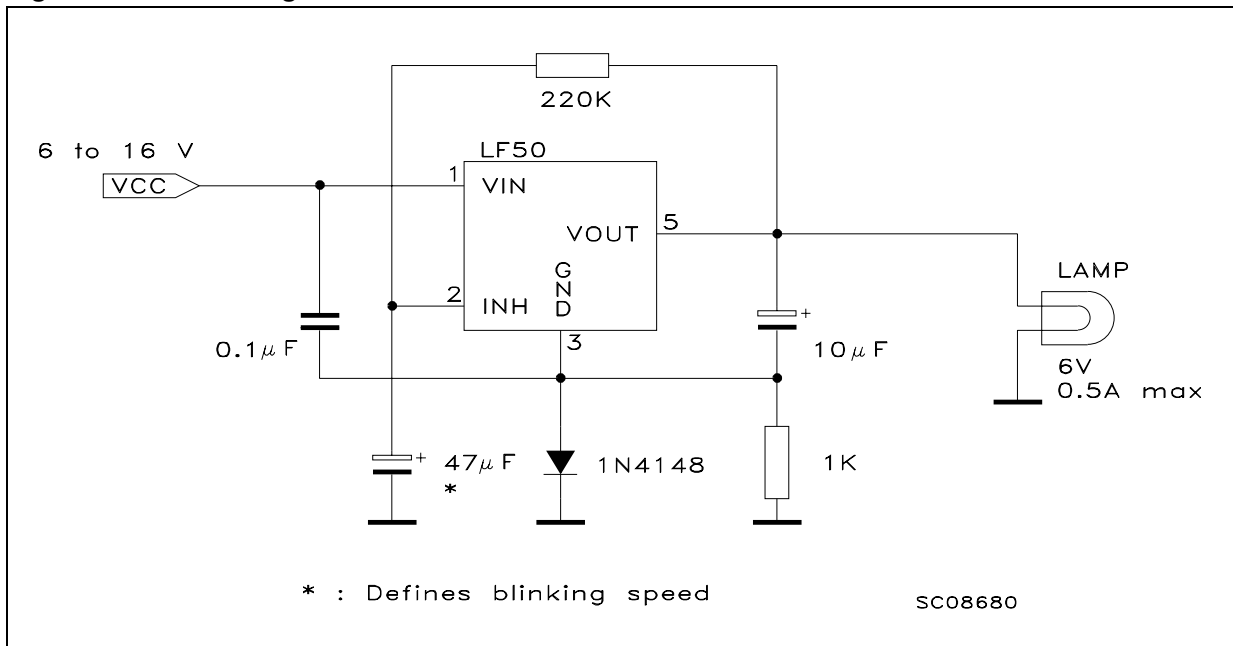 220K
6 to 16 V
LF50
VCC
1
VIN
VOUT
5
GND
2
INH
3
0.1μF
+
10μF
LAMP
6V
0.5A max
+
47μF
*
1N4148
1K
* : Defines blinking speed
SC08680